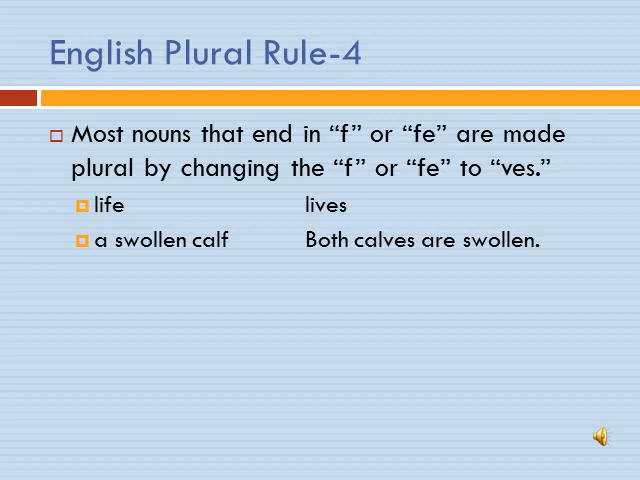 English Plural Rule-4
Most nouns that end in “f” or “fe” are made
plural by changing the “f” or “fe” to “ves.”
life lives
a swollen calf Both calves are swollen.